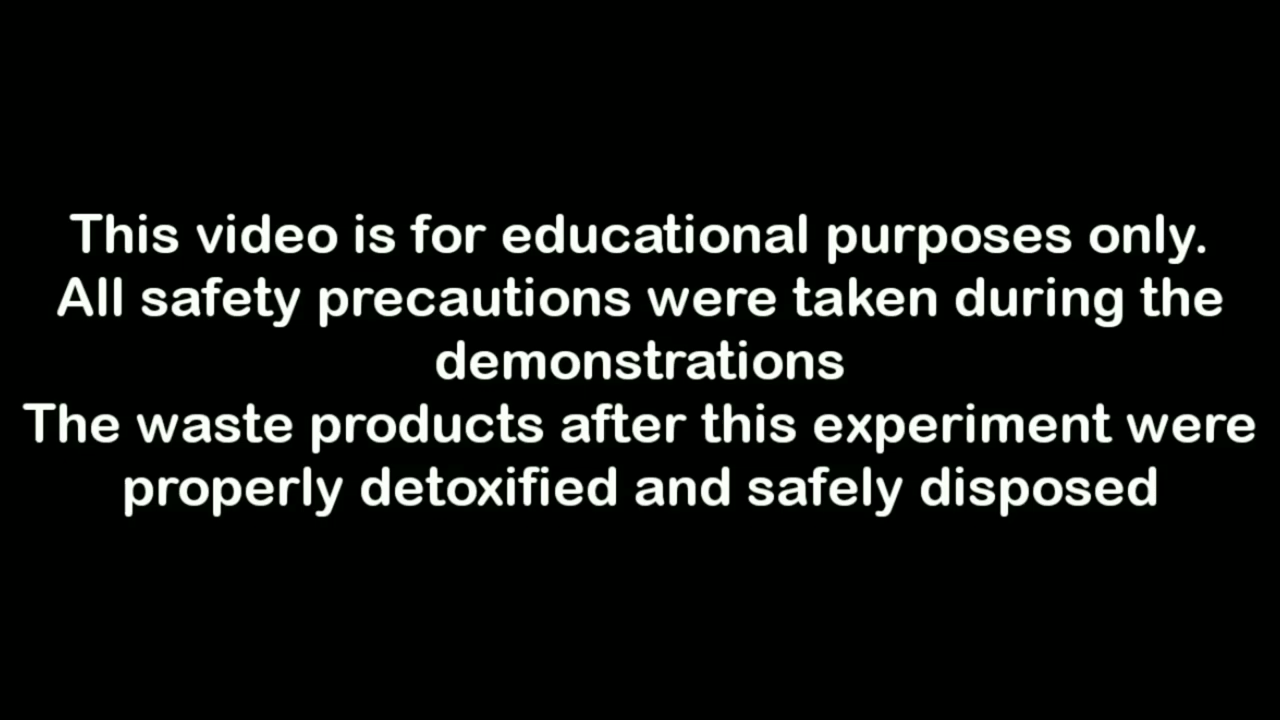 This video is for educational purposes only.
All safety precautions were taken during the
demonstrations
The waste products after this experiment were
properly detoxified and safely disposed